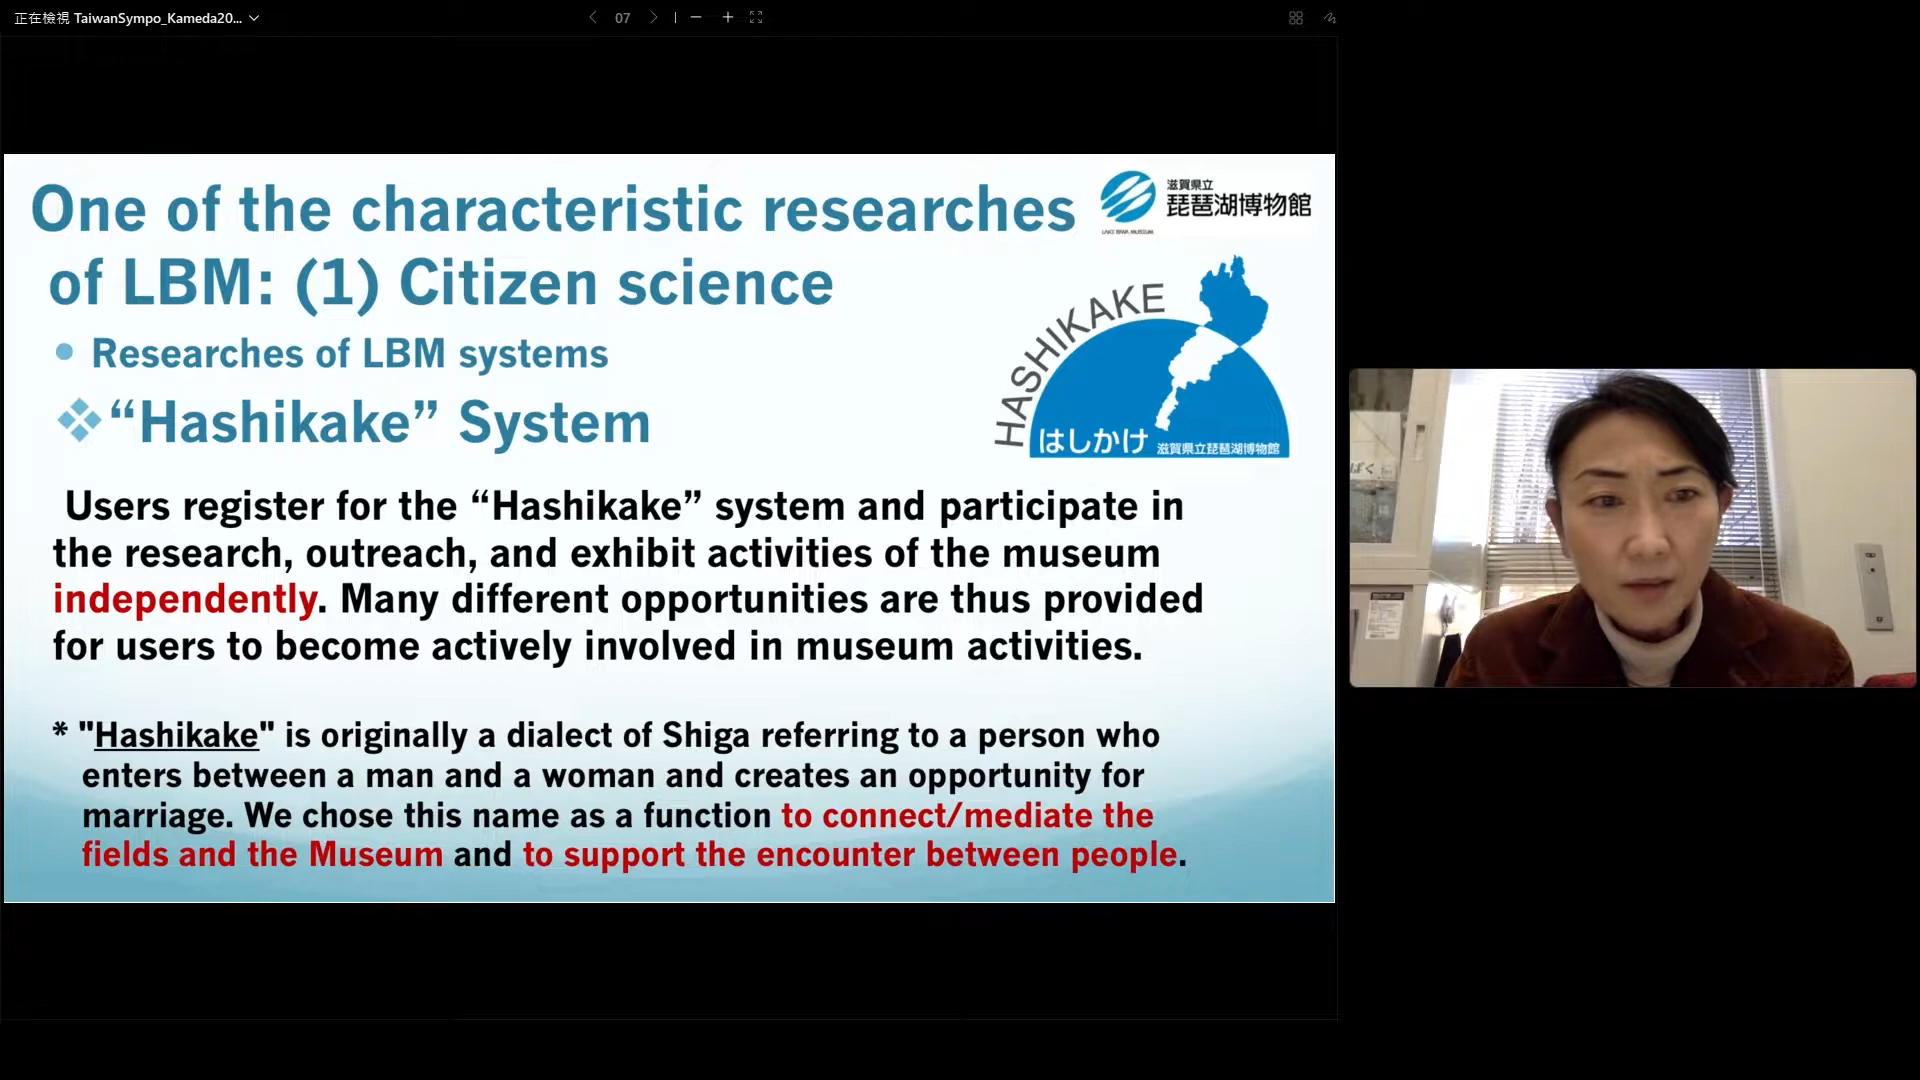 正在檢視 TaiwanSympo_Kameda20...
07
One of the characteristic researches
of LBM: (1) Citizen science
滋賀県立
琵琶湖博物館
LAKE BIWA MUSEUM
• Researches of LBM systems
❖“Hashikake” System
HASHIKAKE
はしかけ 滋賀県立琵琶湖博物館
Users register for the “Hashikake” system and participate in
the research, outreach, and exhibit activities of the museum
independently. Many different opportunities are thus provided
for users to become actively involved in museum activities.
* "Hashikake" is originally a dialect of Shiga referring to a person who
enters between a man and a woman and creates an opportunity for
marriage. We chose this name as a function to connect/mediate the
fields and the Museum and to support the encounter between people.